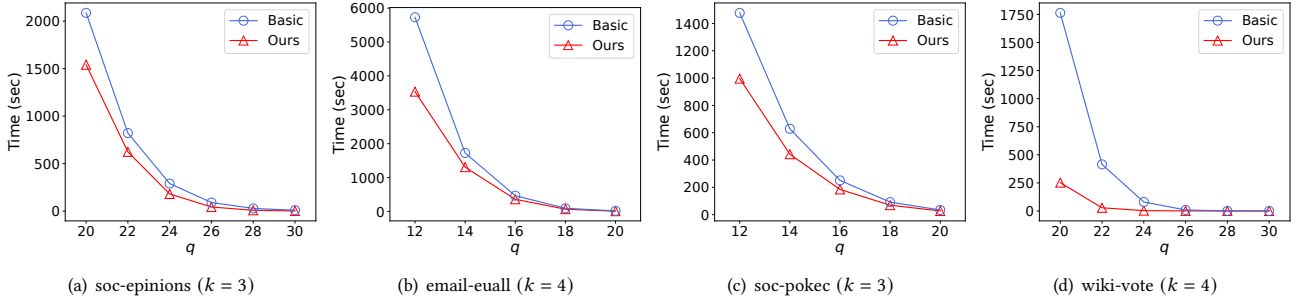 Time (sec)
2000
1500
1000
500
0
Basic
Ours
20 22 24 26 28 30
q
(a) soc-epinions (k = 3)
Time (sec)
6000
5000
4000
3000
2000
1000
0
Basic
Ours
12 14 16 18 20
q
(b) email-euall (k = 4)
Time (sec)
1400
1200
1000
800
600
400
200
0
Basic
Ours
12 14 16 18 20
q
(c) soc-pokec (k = 3)
Time (sec)
1750
1500
1250
1000
750
500
250
0
Basic
Ours
20 22 24 26 28 30
q
(d) wiki-vote (k = 4)